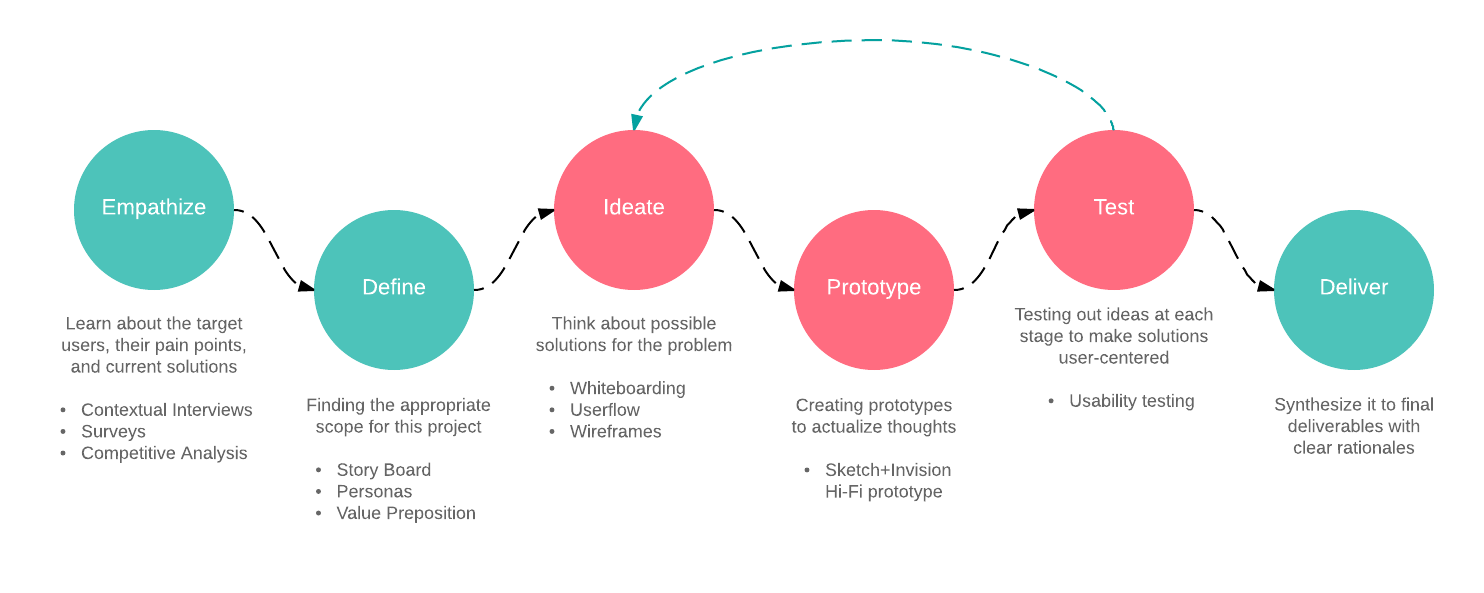 Empathize
Learn about the target
users, their pain points,
and current solutions
• Contextual Interviews
• Surveys
• Competitive Analysis
Define
Finding the appropriate
scope for this project
• Story Board
• Personas
• Value Preposition
Ideate
Think about possible
solutions for the problem
• Whiteboarding
• Userflow
• Wireframes
Prototype
Creating prototypes
to actualize thoughts
• Sketch+Invision
Hi-Fi prototype
Test
Testing out ideas at each
stage to make solutions
user-centered
• Usability testing
Deliver
Synthesize it to final
deliverables with
clear rationales